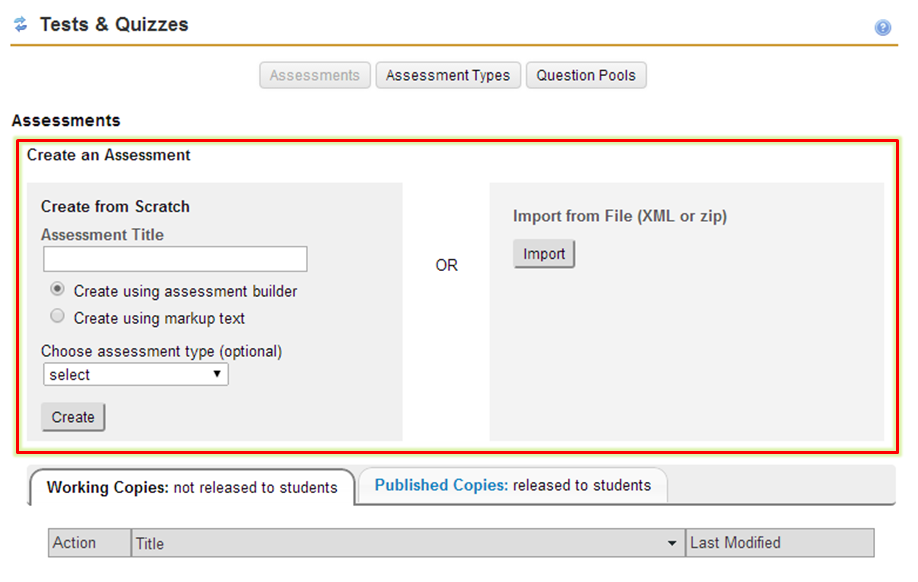 Tests & Quizzes
?
Assessments Assessment Types Question Pools
Assessments
Create an Assessment
Create from Scratch
Assessment Title
Create using assessment builder
Create using markup text
Choose assessment type (optional)
select
Create
OR
Import from File (XML or zip)
Import
Working Copies: not released to students
Published Copies: released to students
Action Title Last Modified